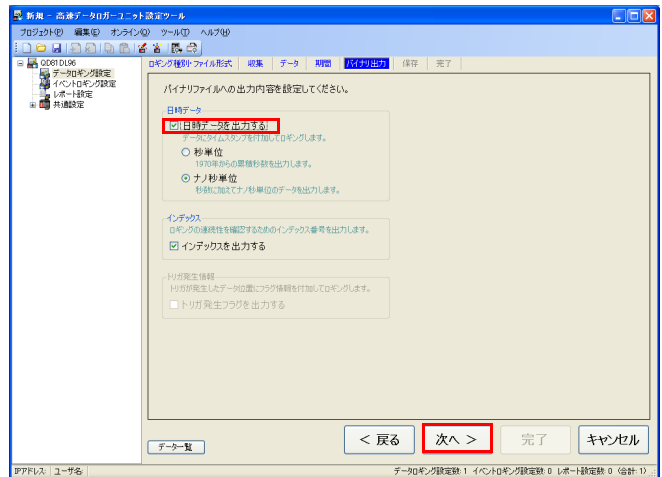 新規 - 高速データロガーユニット設定ツール
プロジェクト(P) 編集(E) オンライン(O) ツール(T) ヘルプ(H)
QD81DL96
データロギング設定
イベントロギング設定
レポート設定
共通設定
ロギング種別・ファイル形式 収集 データ 期間 バイナリ出力 保存 完了
バイナリファイルへの出力内容を設定してください。
日時データ
日時データを出力する
データにタイムスタンプを付加してロギングします。
秒単位
1970年からの累積秒数を出力します。
ナノ秒単位
秒数に加えてナノ秒単位のデータを出力します。
インデックス
ロギングの連続性を確認するためのインデックス番号を出力します。
インデックスを出力する
トリガ発生情報
トリガが発生したデータ位置にフラグ情報を付加してロギングします。
トリガ発生フラグを出力する
データ一覧
< 戻る 次へ > 完了 キャンセル
IPアドレス: ユーザ名: データロギング設定数: 1 イベントロギング設定数: 0 レポート設定数: 0 (合計: 1)